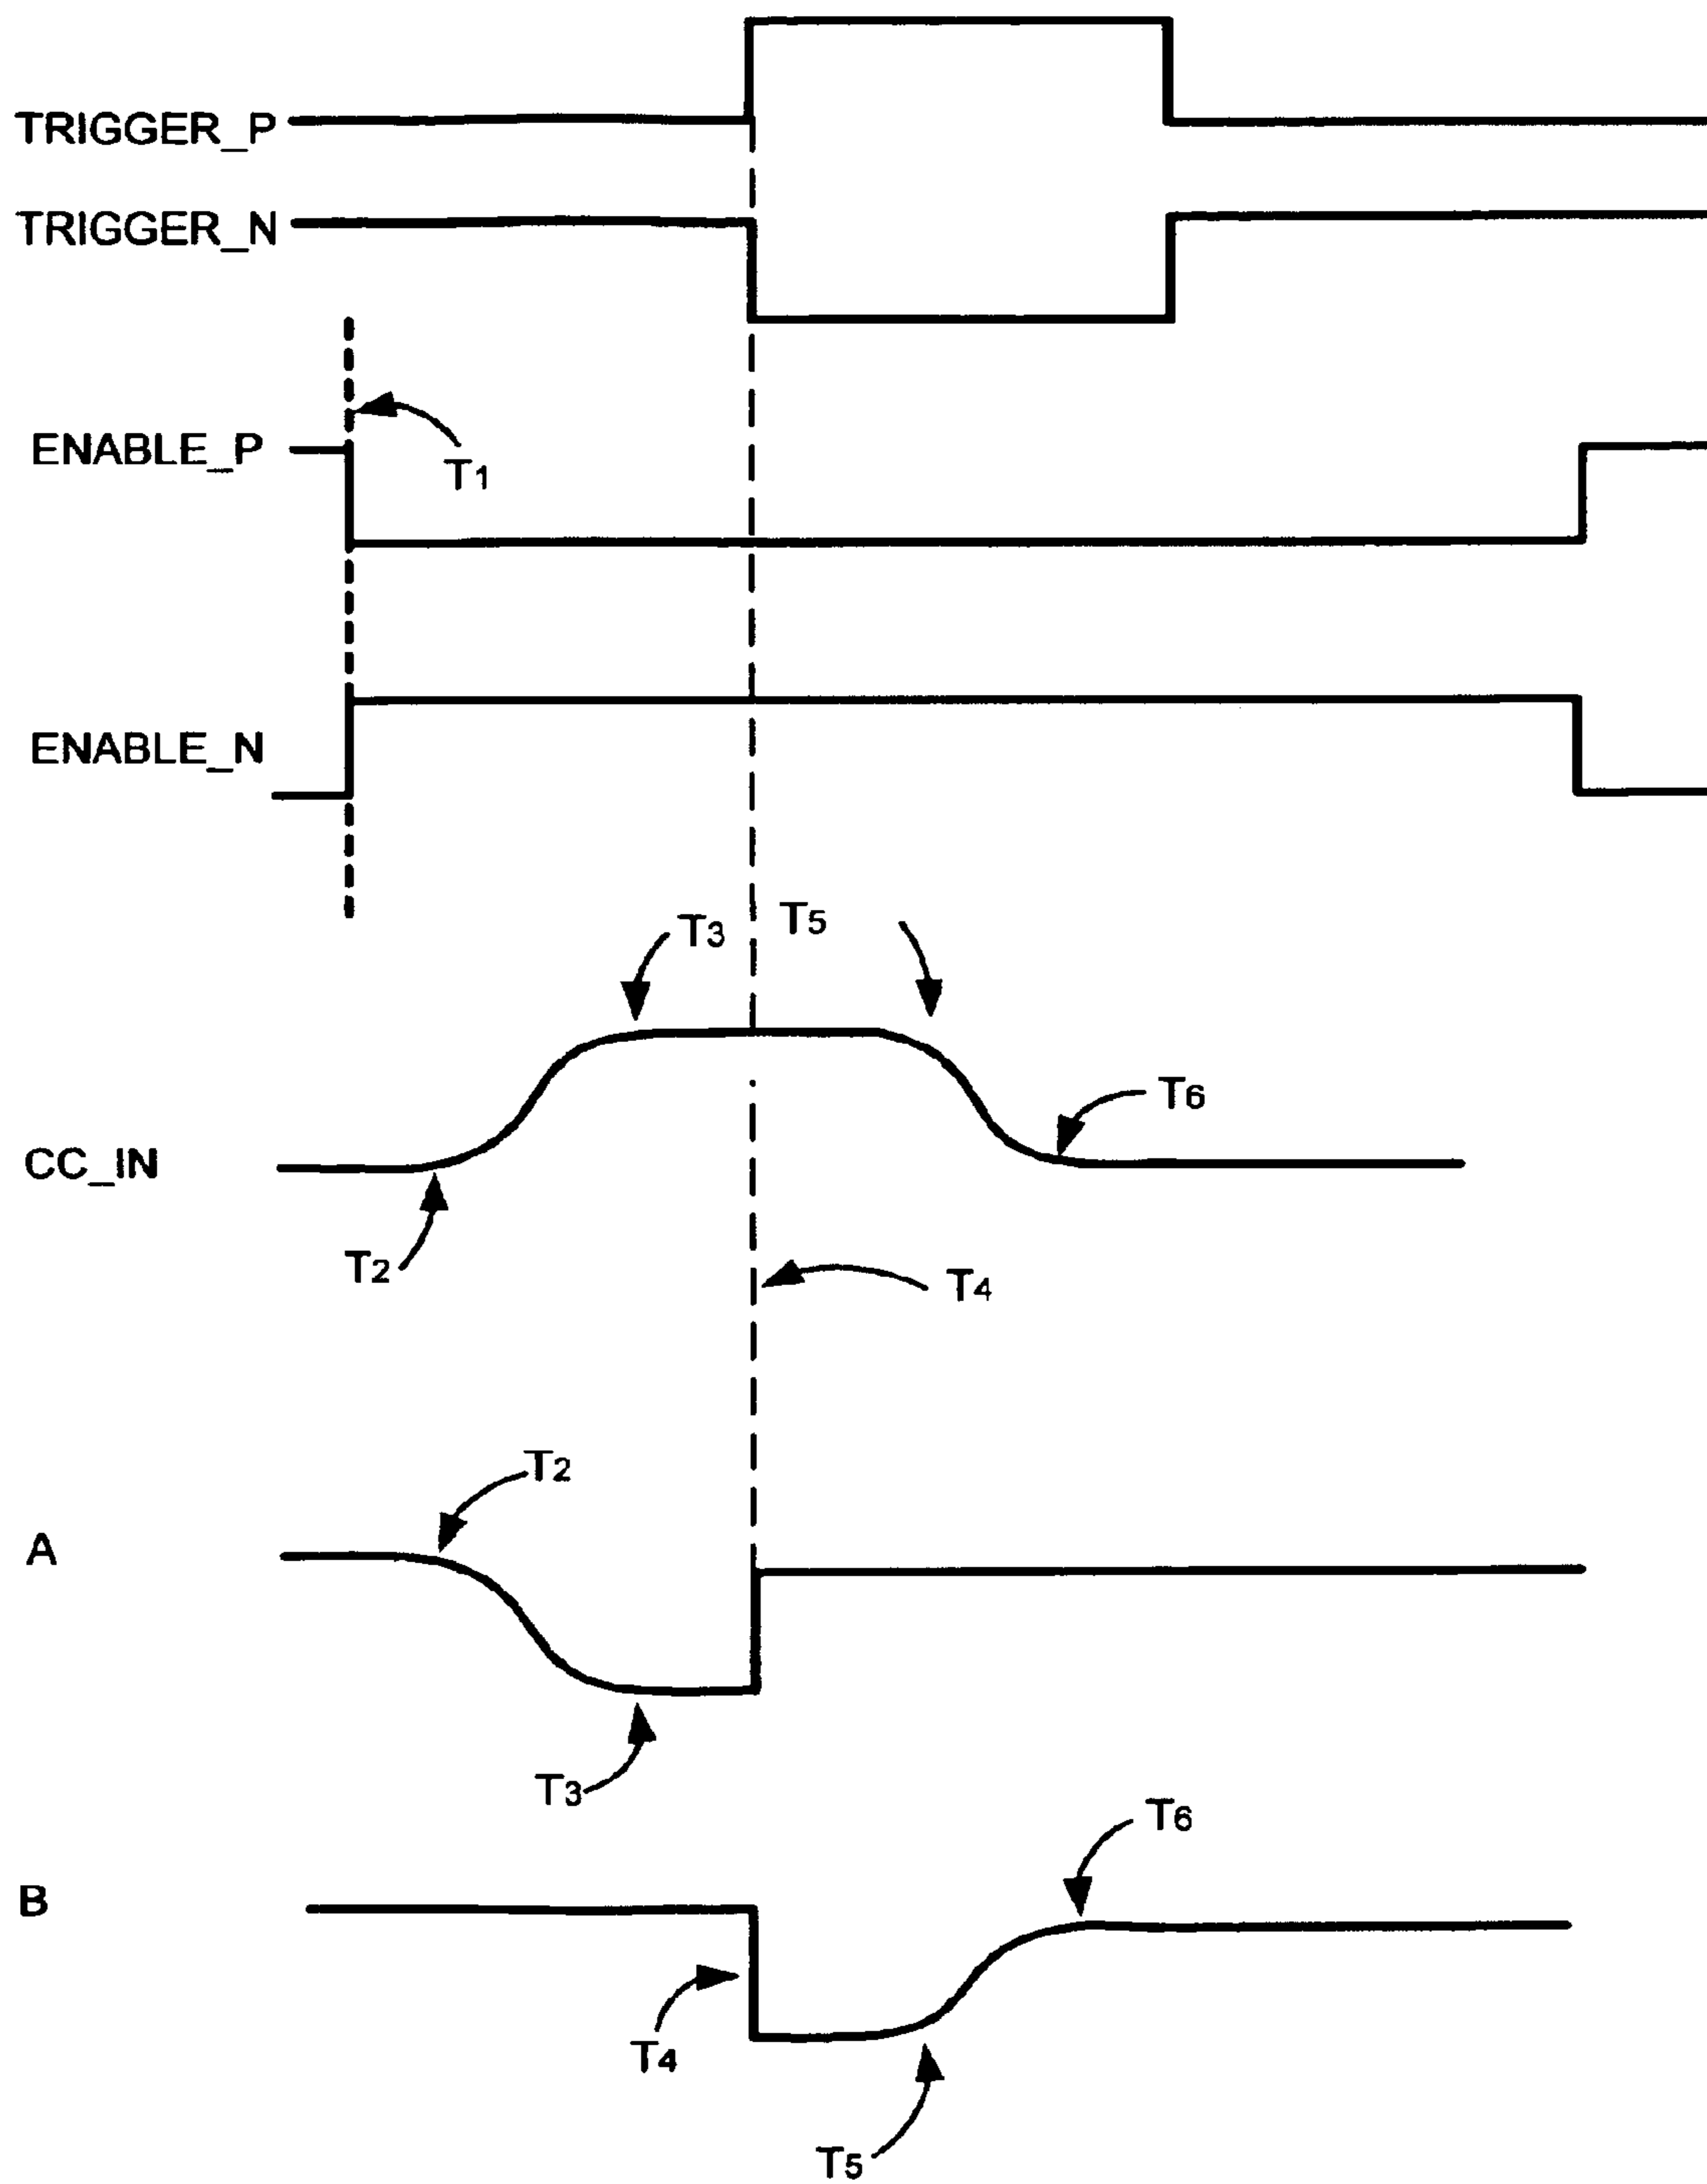 TRIGGER_P
TRIGGER_N
ENABLE_P
T1
ENABLE_N
T3
T5
T6
CC_IN
T2
T4
T2
A
T3
T6
B
T4
T5